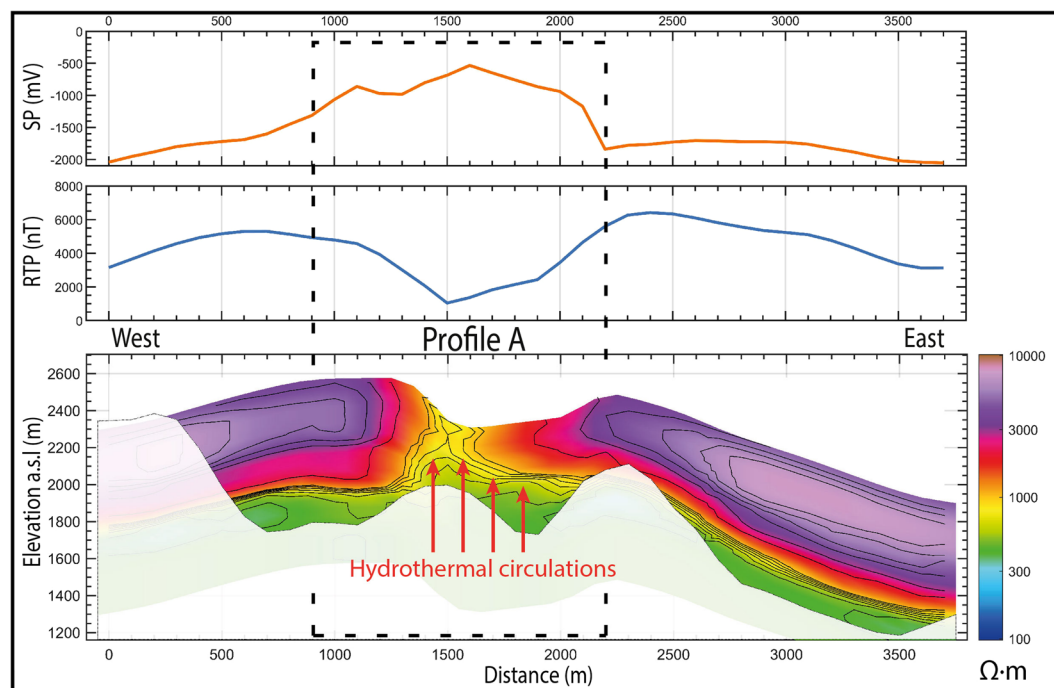 0 500 1000 1500 2000 2500 3000 3500
SP (mV)
0
-500
-1000
-1500
-2000
RTP (nT)
8000
6000
4000
2000
0
West Profile A East
Elevation a.s.l (m)
2600
2400
2200
2000
1800
1600
1400
1200
Hydrothermal circulations
10000
3000
1000
300
100
Ω·m
0 500 1000 1500 2000 2500 3000 3500
Distance (m)